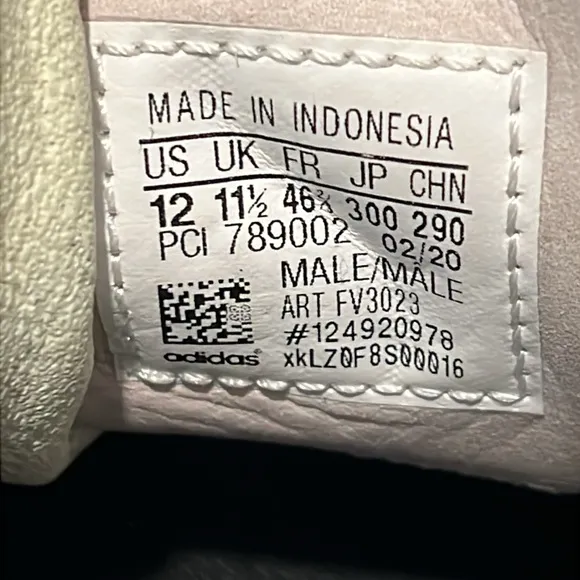 MADE IN INDONESIA
US UK FR JP CHN
12 11½ 46⅔ 300 290
PCI 789002 02/20
MALE/MÂLE
ART FV3023
#124920978
adidas xkLZ0F8S00016